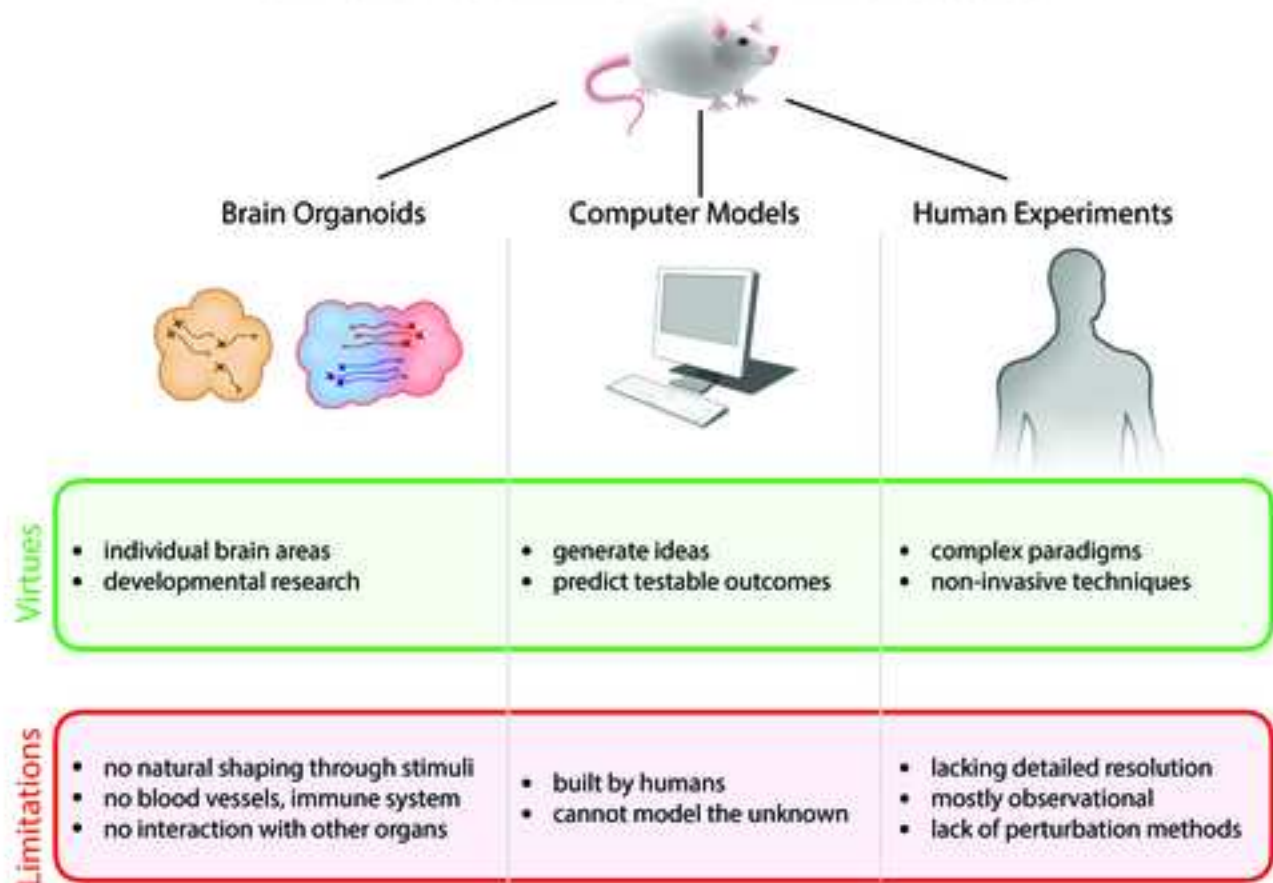 Brain Organoids
Computer Models
Human Experiments
Virtues
• individual brain areas
• developmental research
• generate ideas
• predict testable outcomes
• complex paradigms
• non-invasive techniques
Limitations
• no natural shaping through stimuli
• no blood vessels, immune system
• no interaction with other organs
• built by humans
• cannot model the unknown
• lacking detailed resolution
• mostly observational
• lack of perturbation methods